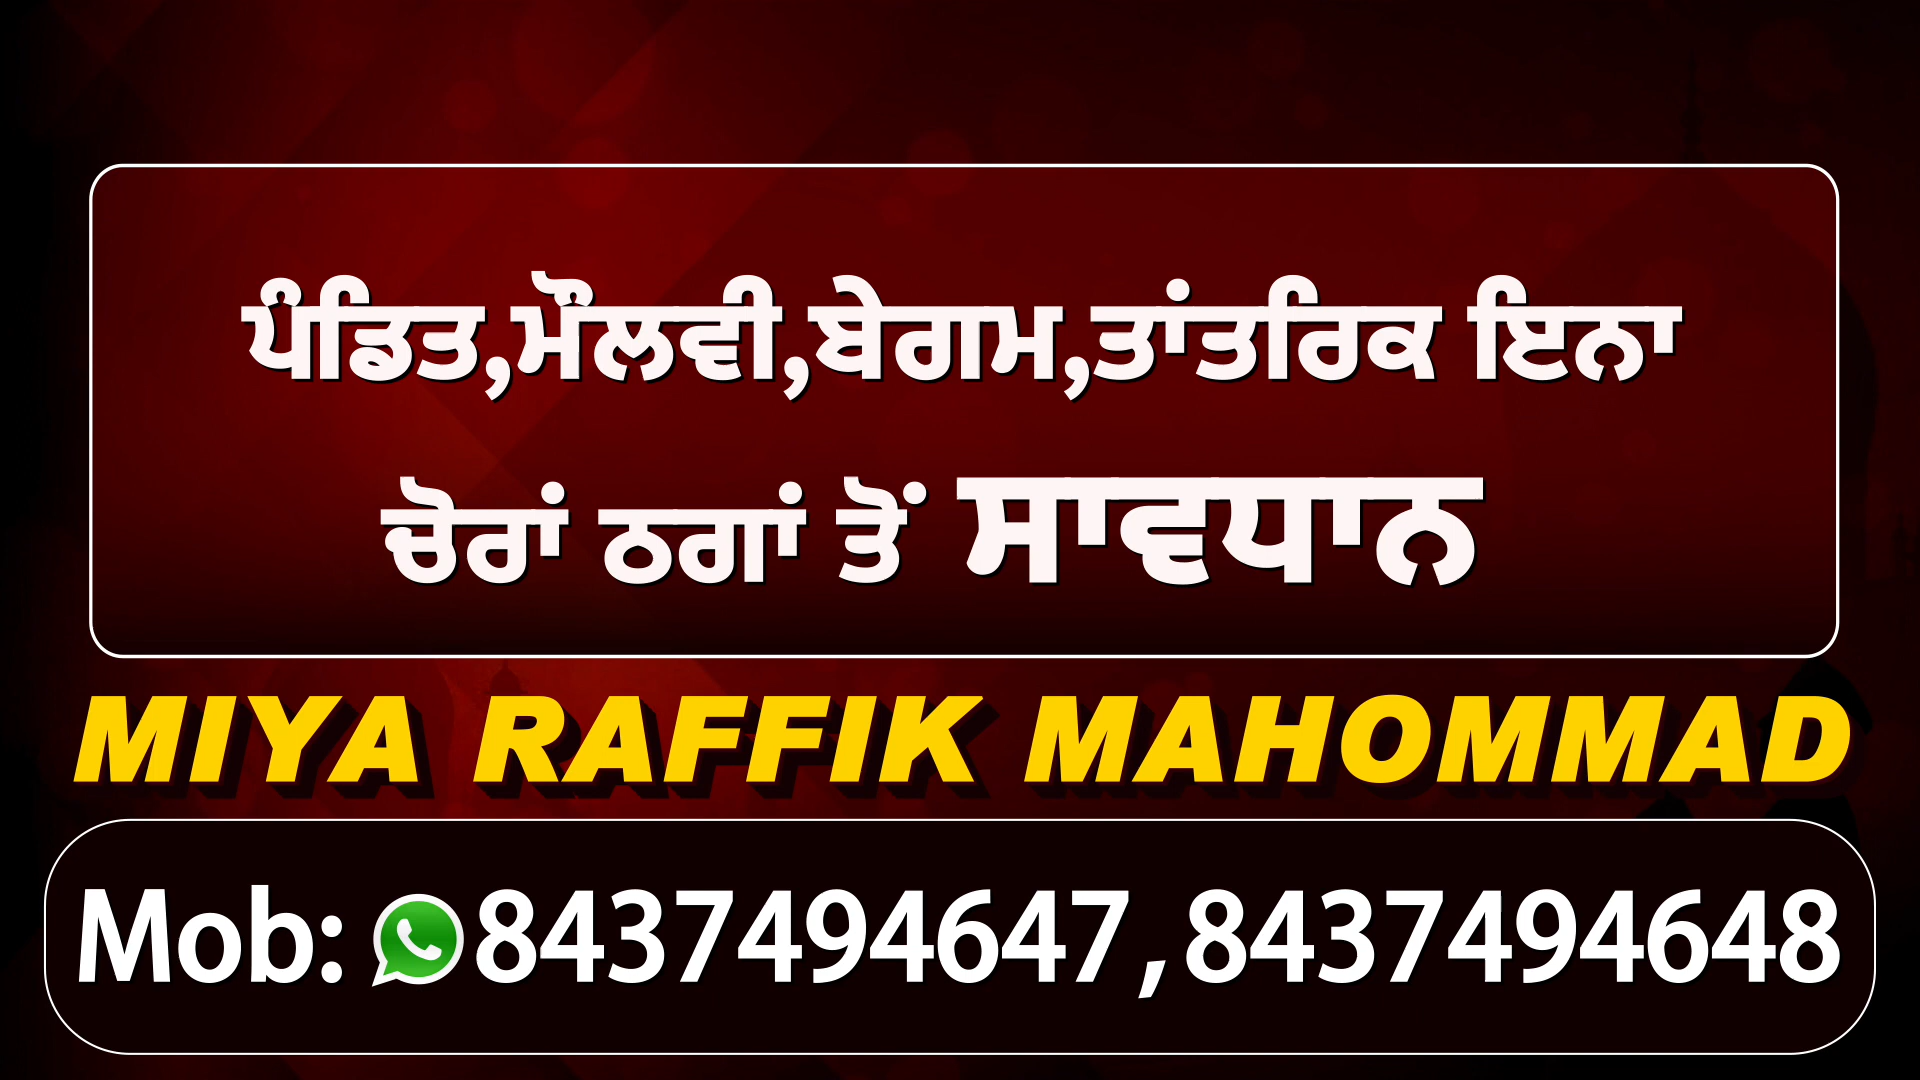 ਪੰਡਿਤ,ਮੌਲਵੀ,ਬੇਗਮ,ਤਾਂਤਰਿਕ ਇਨਾ
ਚੋਰਾਂ ਠਗਾਂ ਤੋਂ ਸਾਵਧਾਨ
MIYA RAFFIK MAHOMMAD
Mob: 8437494647, 8437494648